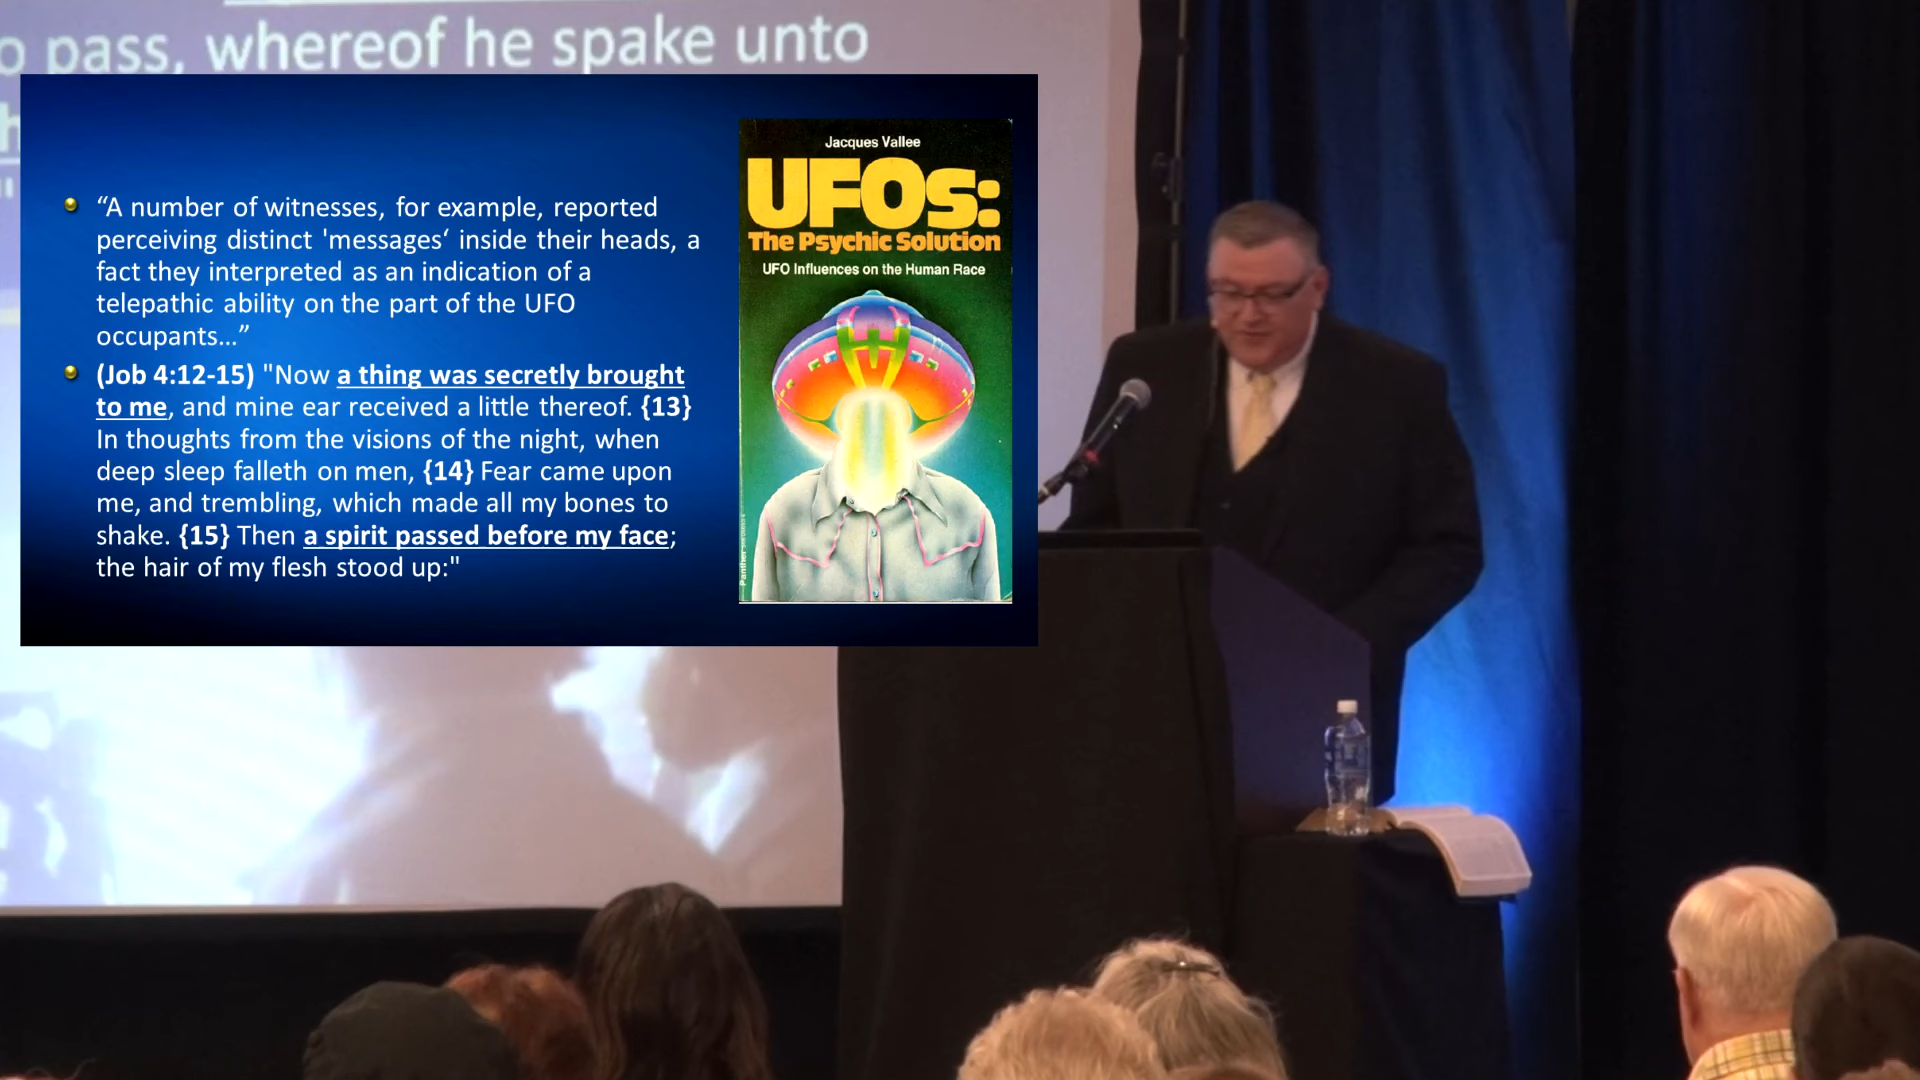 o pass, whereof he spake unto
“A number of witnesses, for example, reported
perceiving distinct 'messages‘ inside their heads, a
fact they interpreted as an indication of a
telepathic ability on the part of the UFO
occupants…”
(Job 4:12-15) "Now a thing was secretly brought
to me, and mine ear received a little thereof. {13}
In thoughts from the visions of the night, when
deep sleep falleth on men, {14} Fear came upon
me, and trembling, which made all my bones to
shake. {15} Then a spirit passed before my face;
the hair of my flesh stood up:"
Jacques Vallee
UFOs:
The Psychic Solution
UFO Influences on the Human Race
Panther